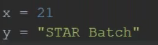 x = 21
y = "STAR Batch"